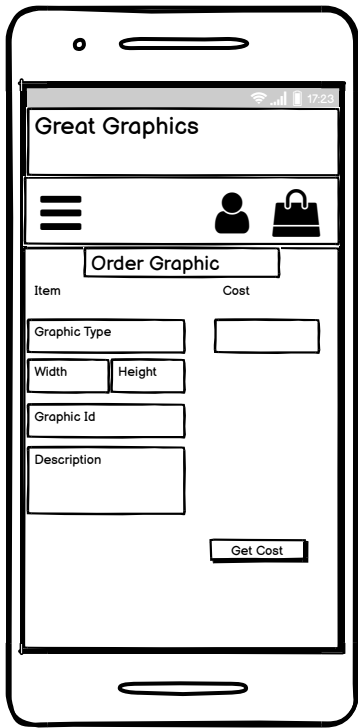 17:23
Great Graphics
Order Graphic
Item Cost
Graphic Type
Width Height
Graphic Id
Description
Get Cost